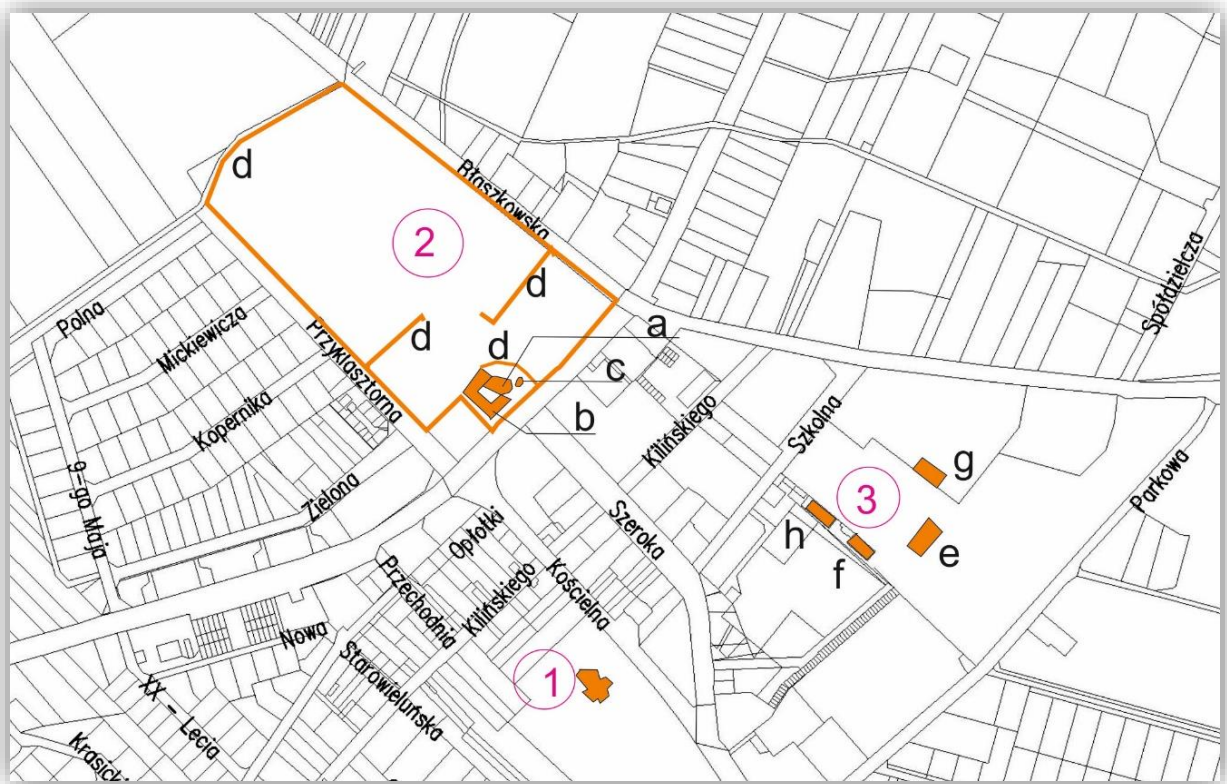 d
Błaszkowska
2
d
Spółdzielcza
Polna
Mickiewicza
Przyklasztorna
d
d
a
c
b
Kopernika
Kilińskiego
Szkolna
g
3
Parkowa
9-go Maja
Zielona
Opłotki
Szeroka
h
f
e
Przechodnia
Kilińskiego
Kościelna
Nowa
Starowieluńska
1
XX - Lecia